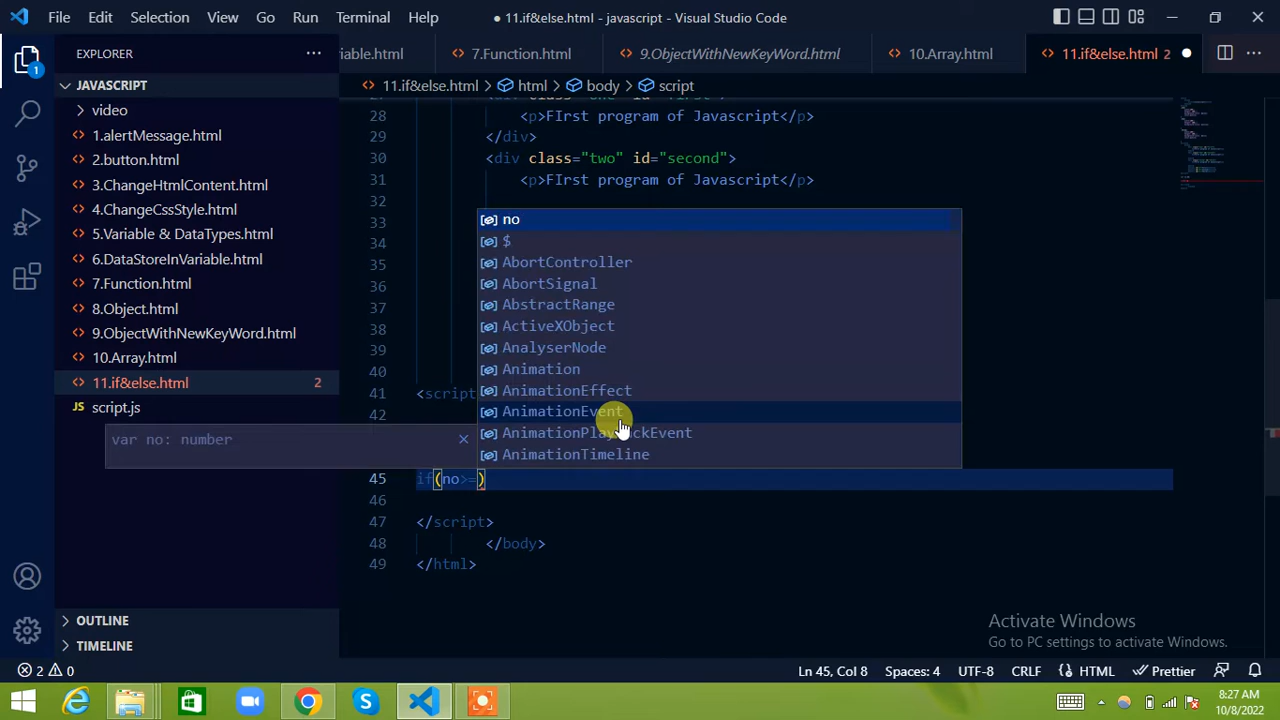 File Edit Selection View Go Run Terminal Help
● 11.if&else.html - javascript - Visual Studio Code
EXPLORER
riable.html
7.Function.html
9.ObjectWithNewKeyWord.html
10.Array.html
11.if&else.html 2
11.if&else.html > html > body > script
1
JAVASCRIPT
video
1.alertMessage.html
2.button.html
3.ChangeHtmlContent.html
4.ChangeCssStyle.html
5.Variable & DataTypes.html
6.DataStoreInVariable.html
7.Function.html
8.Object.html
9.ObjectWithNewKeyWord.html
10.Array.html
11.if&else.html 2
script.js
28 <p>FIrst program of Javascript</p>
29 </div>
30 <div class="two" id="second">
31 <p>FIrst program of Javascript</p>
32
33
34
35
36
37
38
39
40
41 <script
42
45 if(no>=)
46
47 </script>
48 </body>
49 </html>
no
$
AbortController
AbortSignal
AbstractRange
ActiveXObject
AnalyserNode
Animation
AnimationEffect
AnimationEvent
AnimationTimeline
var no: number
OUTLINE
TIMELINE
Activate Windows
Go to PC settings to activate Windows.
2 0
Ln 45, Col 8 Spaces: 4 UTF-8 CRLF HTML Prettier
8:27 AM
10/8/2022